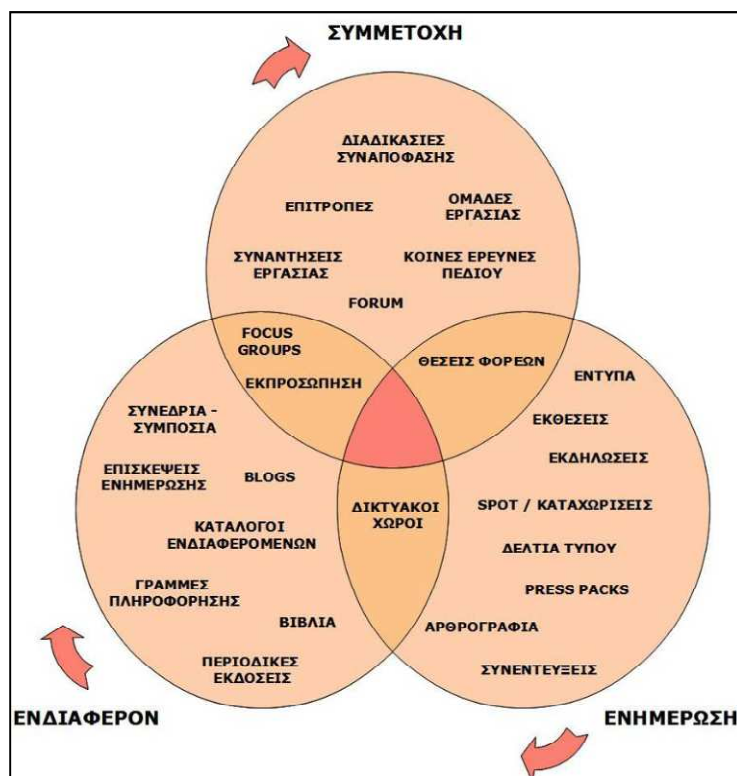 ΣΥΜΜΕΤΟΧΗ
ΔΙΑΔΙΚΑΣΙΕΣ
ΣΥΝΑΠΟΦΑΣΗΣ
ΕΠΙΤΡΟΠΕΣ
ΟΜΑΔΕΣ
ΕΡΓΑΣΙΑΣ
ΣΥΝΑΝΤΗΣΕΙΣ
ΕΡΓΑΣΙΑΣ
ΚΟΙΝΕΣ ΕΡΕΥΝΕΣ
ΠΕΔΙΟΥ
FORUM
FOCUS
GROUPS
ΕΚΠΡΟΣΩΠΗΣΗ
ΘΕΣΕΙΣ ΦΟΡΕΩΝ
ΣΥΝΕΔΡΙΑ -
ΣΥΜΠΟΣΙΑ
ΕΠΙΣΚΕΨΕΙΣ
ΕΝΗΜΕΡΩΣΗΣ
BLOGS
ΚΑΤΑΛΟΓΟΙ
ΕΝΔΙΑΦΕΡΟΜΕΝΩΝ
ΓΡΑΜΜΕΣ
ΠΛΗΡΟΦΟΡΗΣΗΣ
ΒΙΒΛΙΑ
ΠΕΡΙΟΔΙΚΕΣ
ΕΚΔΟΣΕΙΣ
ΔΙΚΤΥΑΚΟΙ
ΧΩΡΟΙ
ΕΝΤΥΠΑ
ΕΚΘΕΣΕΙΣ
ΕΚΔΗΛΩΣΕΙΣ
SPOT / ΚΑΤΑΧΩΡΙΣΕΙΣ
ΔΕΛΤΙΑ ΤΥΠΟΥ
PRESS PACKS
ΑΡΘΡΟΓΡΑΦΙΑ
ΣΥΝΕΝΤΕΥΞΕΙΣ
ΕΝΔΙΑΦΕΡΟΝ
ΕΝΗΜΕΡΩΣΗ